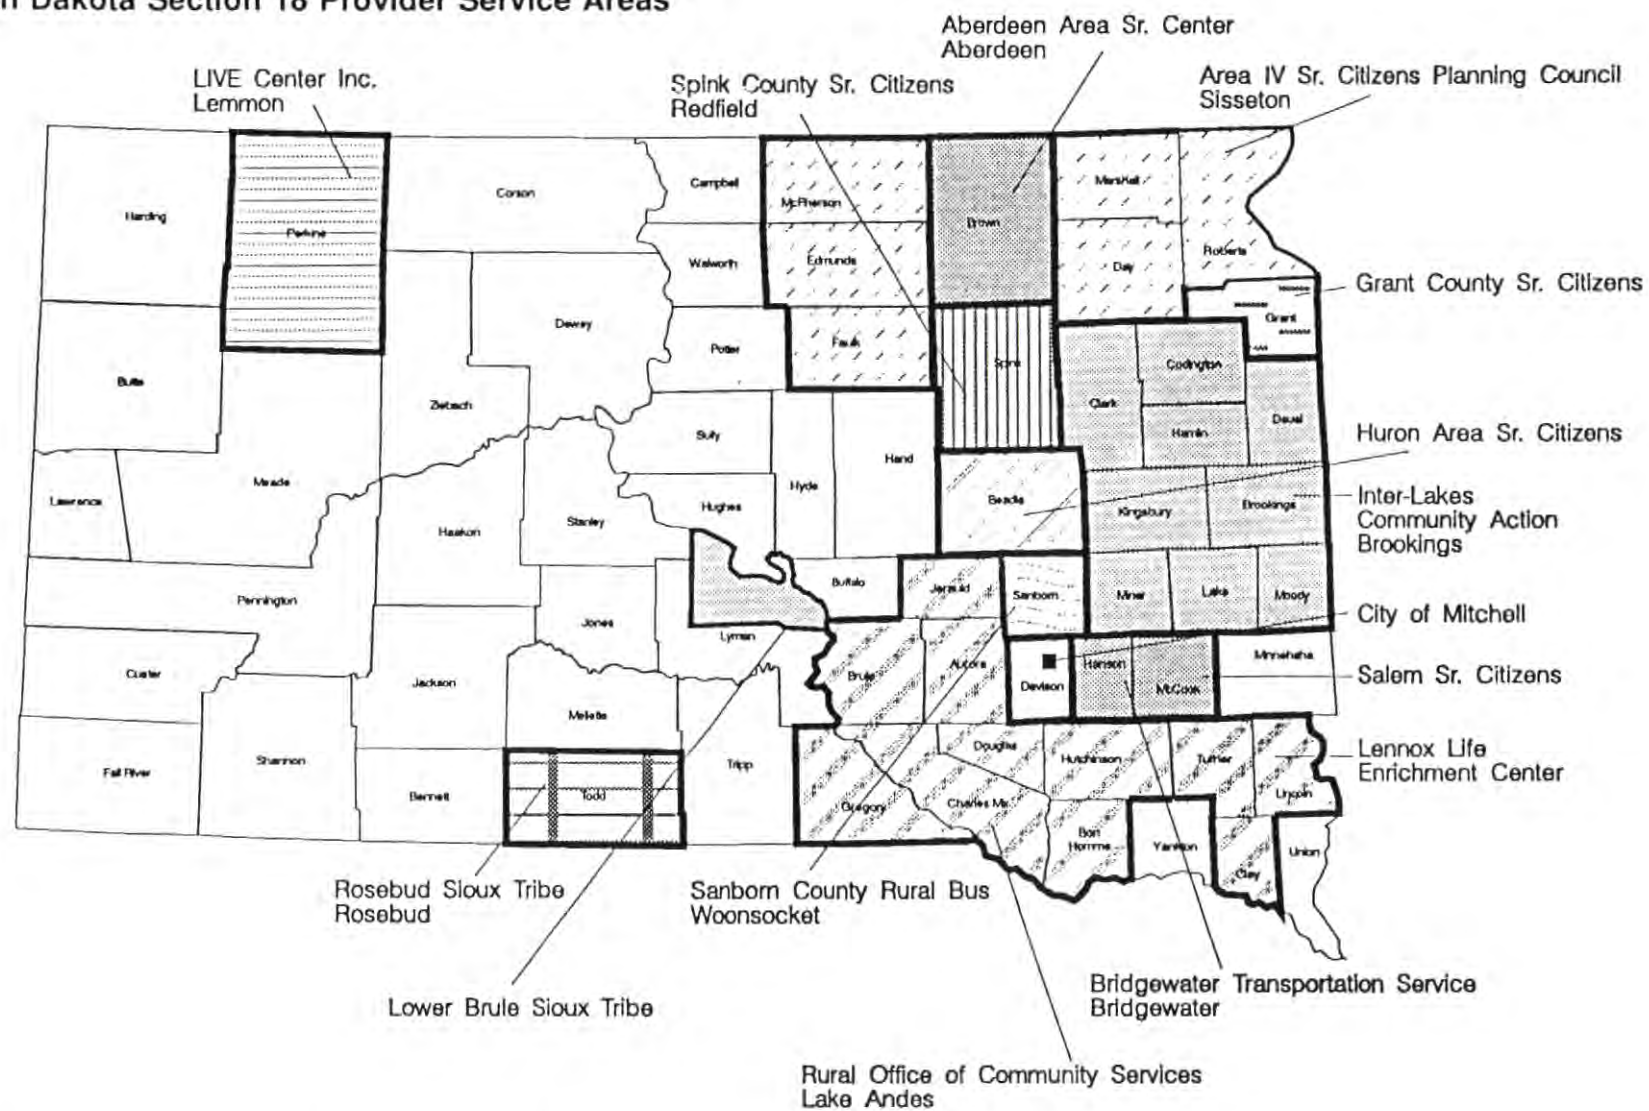 Dakota Section 18 Provider Service Areas
Aberdeen Area Sr. Center
Aberdeen
LIVE Center Inc.
Lemmon
Spink County Sr. Citizens
Redfield
Area IV Sr. Citizens Planning Council
Sisseton
Harding
Perkins
Corson
Campbell
McPherson
Brown
Marshall
Roberts
Walworth
Edmunds
Day
Grant County Sr. Citizens
Grant
Dewey
Potter
Faulk
Spink
Codington
Butte
Ziebach
Clark
Hamlin
Deuel
Sully
Hand
Huron Area Sr. Citizens
Meade
Lawrence
Hyde
Beadle
Inter-Lakes
Community Action
Brookings
Haakon
Stanley
Hughes
Kingsbury
Brookings
Pennington
Buffalo
Jerauld
Sanborn
Miner
Lake
Moody
City of Mitchell
Jones
Lyman
Custer
Jackson
Brule
Aurora
Davison
Hanson
McCook
Minnehaha
Salem Sr. Citizens
Mellette
Fall River
Shannon
Bennett
Todd
Tripp
Gregory
Douglas
Charles Mix
Hutchinson
Turner
Lincoln
Lennox Life
Enrichment Center
Bon
Homme
Yankton
Clay
Union
Rosebud Sioux Tribe
Rosebud
Sanborn County Rural Bus
Woonsocket
Lower Brule Sioux Tribe
Bridgewater Transportation Service
Bridgewater
Rural Office of Community Services
Lake Andes